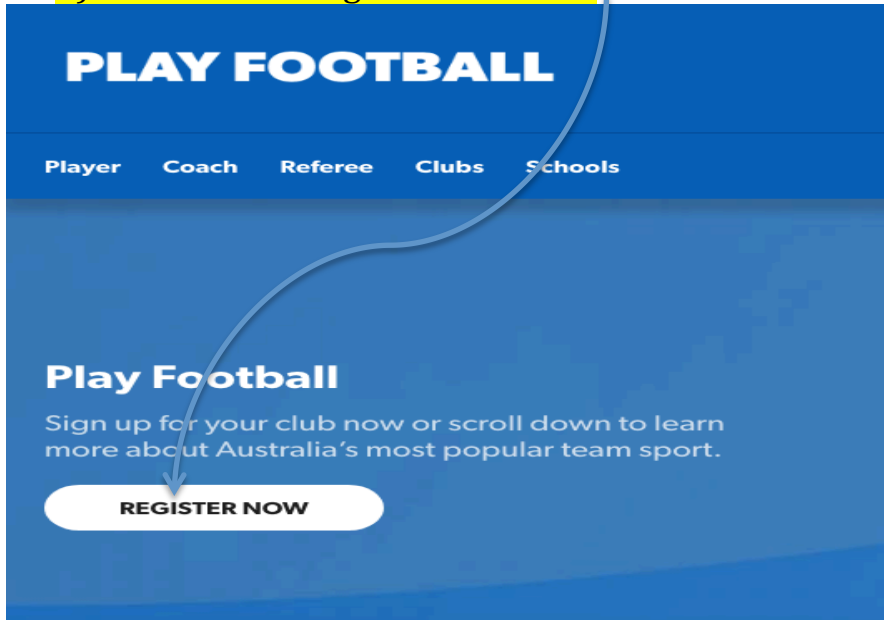 PLAY FOOTBALL
Player Coach Referee Clubs Schools
Play Football
Sign up for your club now or scroll down to learn
more about Australia's most popular team sport.
REGISTER NOW